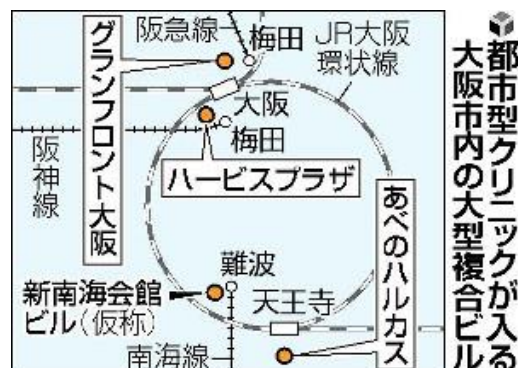 都市型クリニックが入る
大阪市内の大型複合ビル
阪急線
梅田
JR大阪
環状線
グランフロント大阪
大阪
梅田
阪神線
ハービスプラザ
あべのハルカス
難波
新南海会館
ビル(仮称)
天王寺
南海線